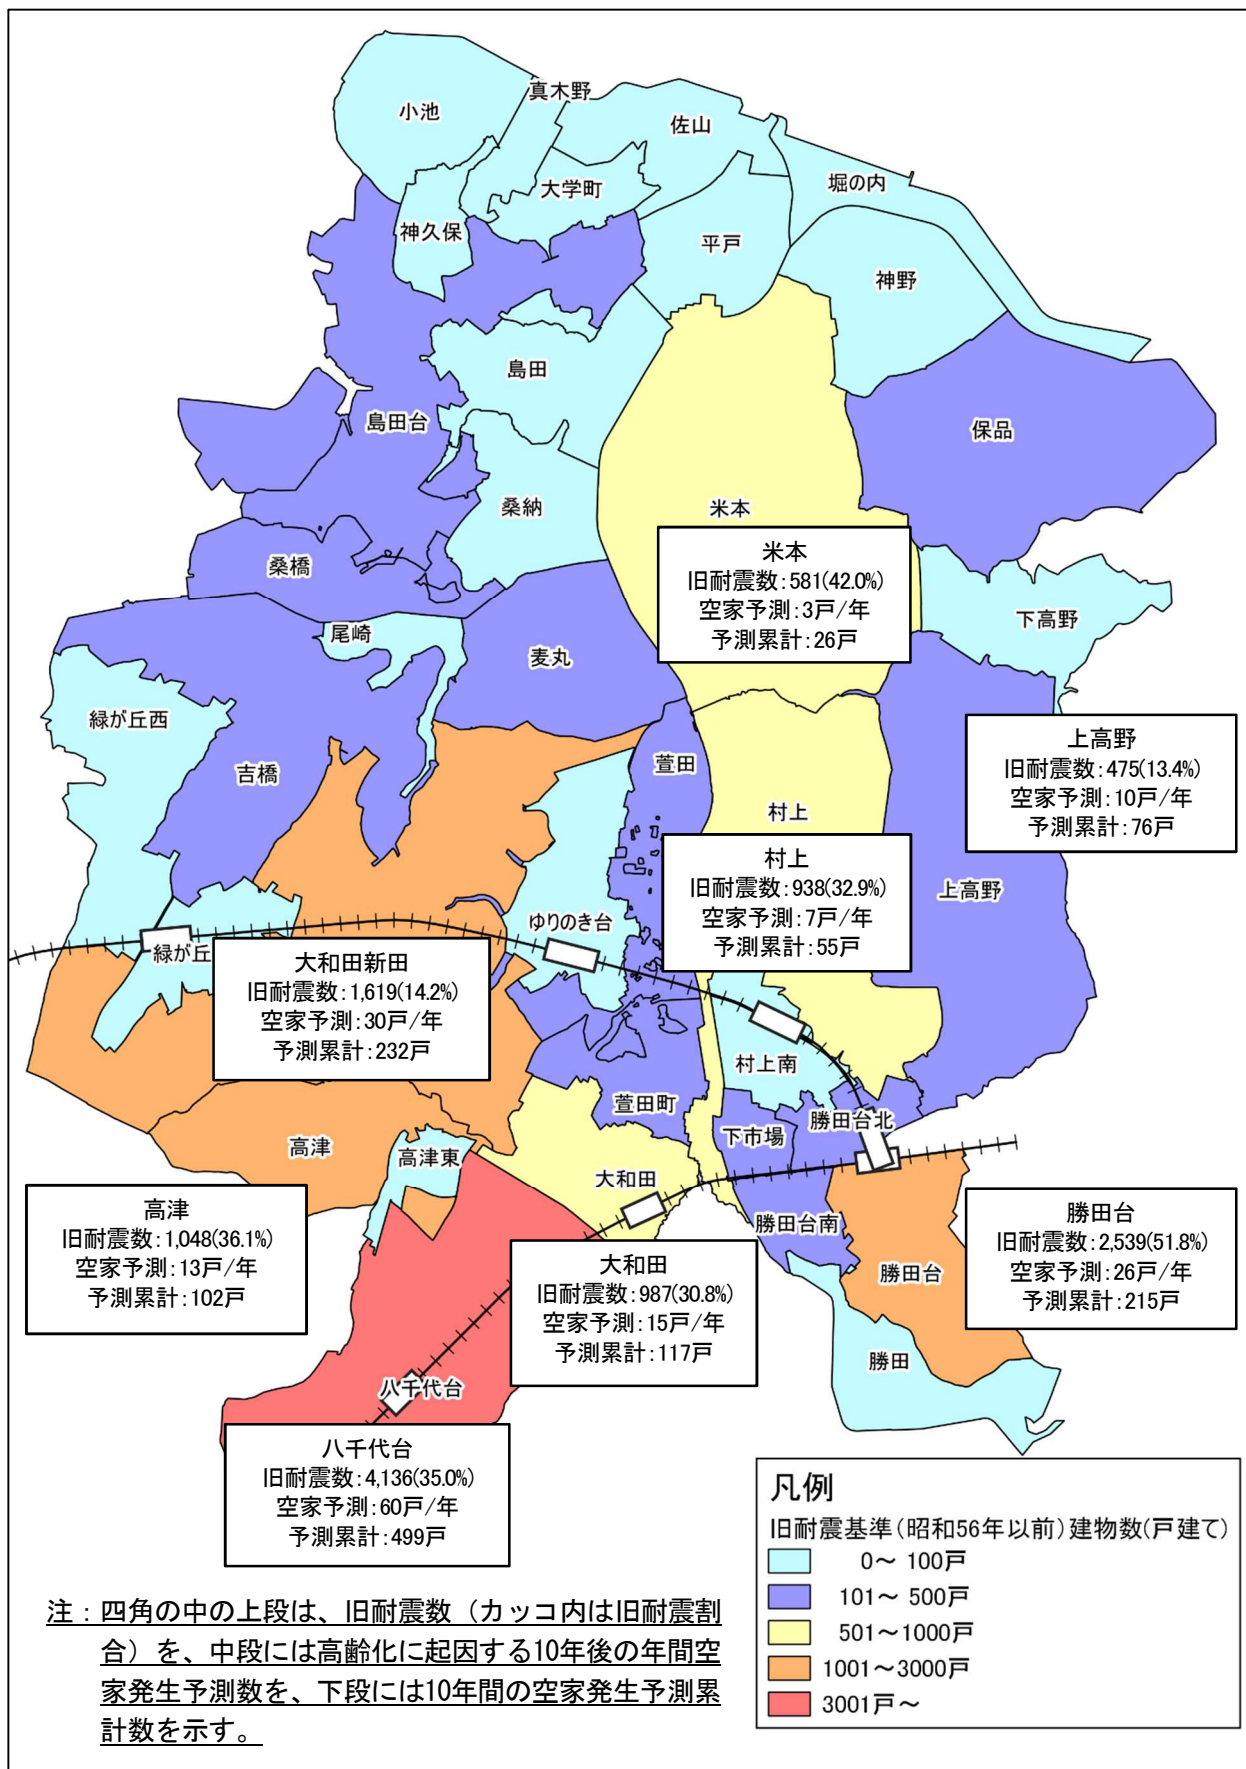 小池
真木野
佐山
大学町
堀の内
神久保
平戸
神野
島田
島田台
保品
桑納
米本
米本
旧耐震数:581(42.0%)
空家予測:3戸/年
予測累計:26戸
桑橋
下高野
尾崎
麦丸
緑が丘西
上高野
旧耐震数:475(13.4%)
空家予測:10戸/年
予測累計:76戸
吉橋
萱田
村上
村上
旧耐震数:938(32.9%)
空家予測:7戸/年
予測累計:55戸
上高野
ゆりのき台
緑が丘
大和田新田
旧耐震数:1,619(14.2%)
空家予測:30戸/年
予測累計:232戸
村上南
萱田町
勝田台北
下市場
高津
高津東
大和田
高津
旧耐震数:1,048(36.1%)
空家予測:13戸/年
予測累計:102戸
勝田台南
勝田台
勝田台
旧耐震数:2,539(51.8%)
空家予測:26戸/年
予測累計:215戸
大和田
旧耐震数:987(30.8%)
空家予測:15戸/年
予測累計:117戸
勝田
八千代台
八千代台
旧耐震数:4,136(35.0%)
空家予測:60戸/年
予測累計:499戸
凡例
旧耐震基準(昭和56年以前)建物数(戸建て)
0～ 100戸
101～ 500戸
501～1000戸
1001～3000戸
3001戸～
注:四角の中の上段は、旧耐震数（カッコ内は旧耐震割
合）を、中段には高齢化に起因する10年後の年間空
家発生予測数を、下段には10年間の空家発生予測累
計数を示す。